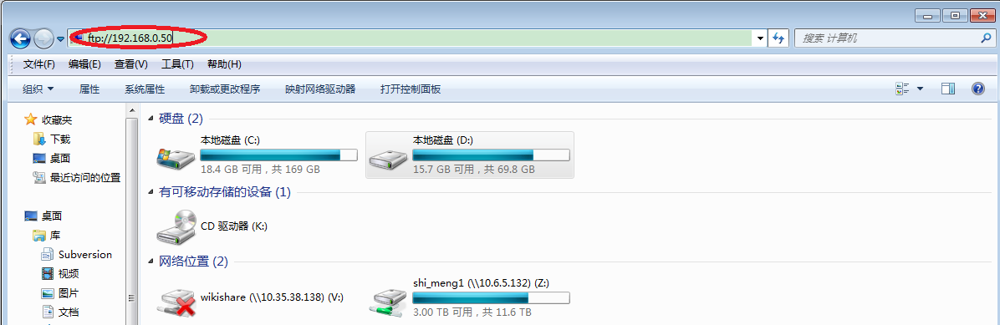 ftp://192.168.0.50
搜索 计算机
文件(F) 编辑(E) 查看(V) 工具(T) 帮助(H)
组织 属性 系统属性 卸载或更改程序 映射网络驱动器 打开控制面板
收藏夹
下载
桌面
最近访问的位置
桌面
库
Subversion
视频
图片
文档
硬盘 (2)
本地磁盘 (C:)
18.4 GB 可用，共 169 GB
本地磁盘 (D:)
15.7 GB 可用，共 69.8 GB
有可移动存储的设备 (1)
CD 驱动器 (K:)
网络位置 (2)
wikishare (\\10.35.38.138) (V:)
shi_meng1 (\\10.6.5.132) (Z:)
3.00 TB 可用，共 11.6 TB